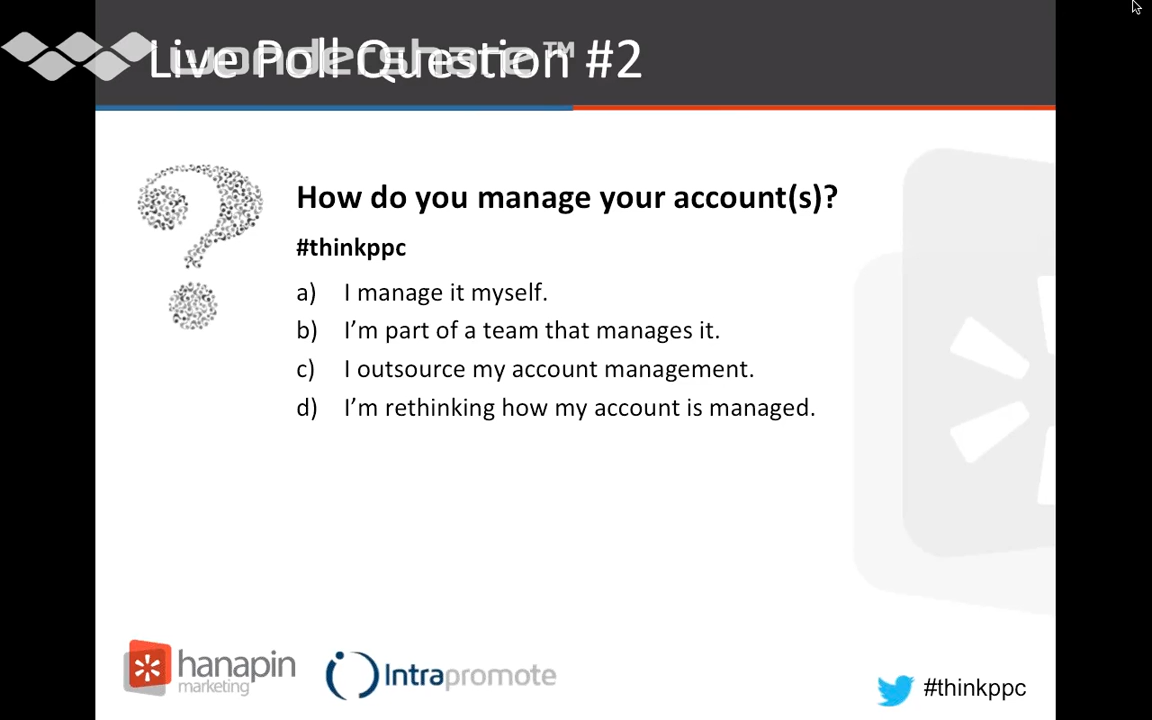 Live Poll Question #2
wondershare™
How do you manage your account(s)?
#thinkppc
a) I manage it myself.
b) I’m part of a team that manages it.
c) I outsource my account management.
d) I’m rethinking how my account is managed.
hanapin
marketing
Intrapromote
#thinkppc